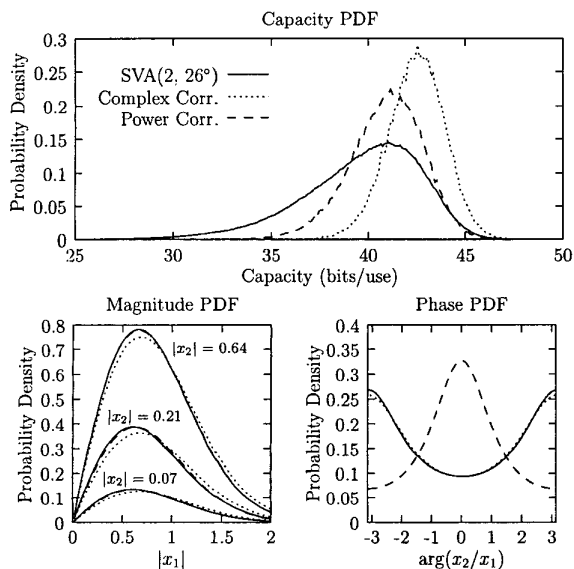 Capacity PDF
Probability Density
0.3
0.25
0.2
0.15
0.1
0.05
0
SVA(2, 26°)
Complex Corr.
Power Corr.
25 30 35 40 45 50
Capacity (bits/use)
Magnitude PDF
Probability Density
0.8
0.7
0.6
0.5
0.4
0.3
0.2
0.1
0
|x₂| = 0.64
|x₂| = 0.21
|x₂| = 0.07
0 0.5 1 1.5 2
|x₁|
Phase PDF
Probability Density
0.4
0.35
0.3
0.25
0.2
0.15
0.1
0.05
0
-3 -2 -1 0 1 2 3
arg(x₂/x₁)